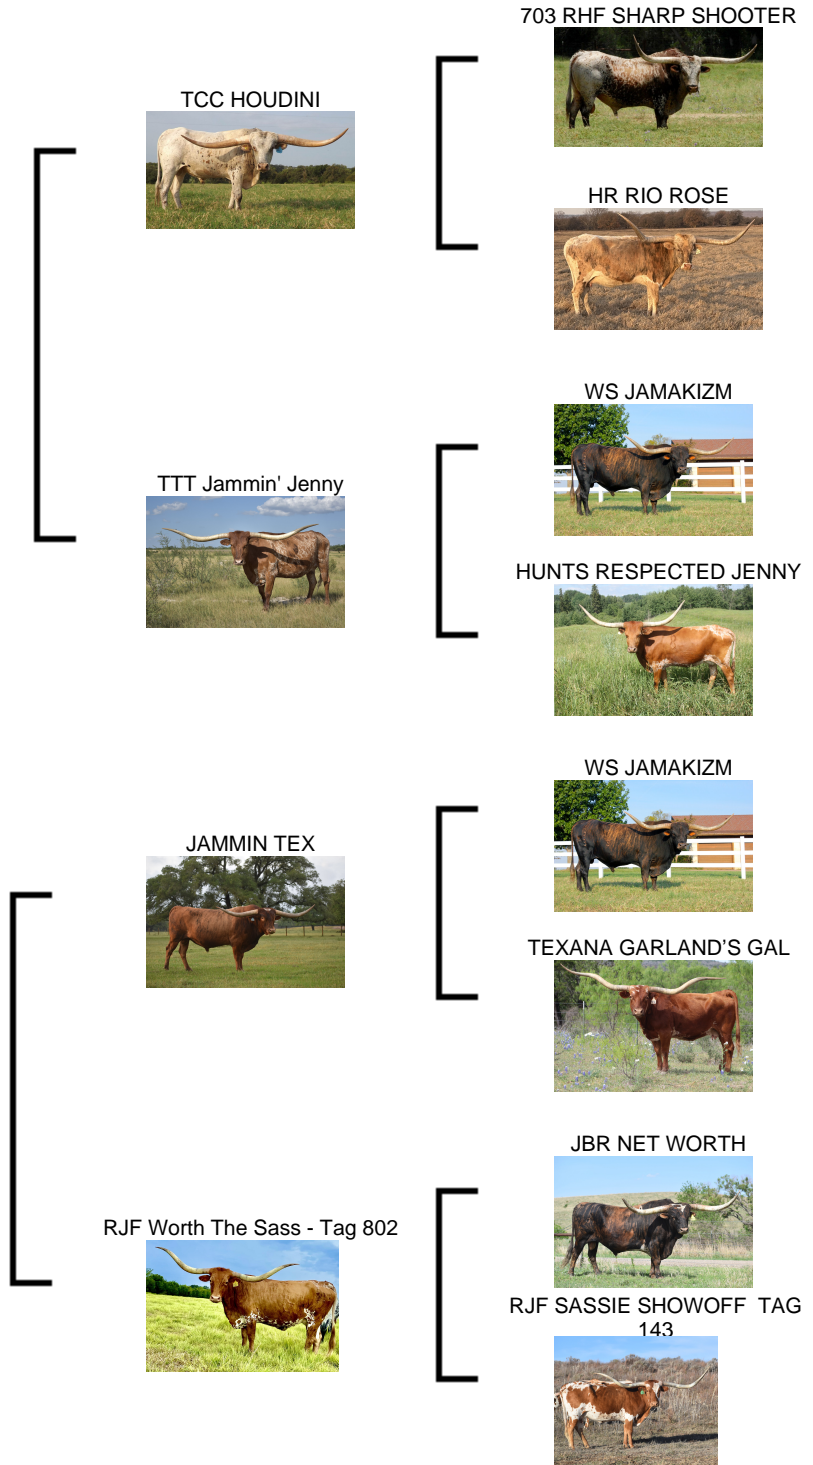 703 RHF SHARP SHOOTER
TCC HOUDINI
HR RIO ROSE
WS JAMAKIZM
TTT Jammin' Jenny
HUNTS RESPECTED JENNY
WS JAMAKIZM
JAMMIN TEX
TEXANA GARLAND'S GAL
JBR NET WORTH
RJF Worth The Sass - Tag 802
RJF SASSIE SHOWOFF  TAG
143